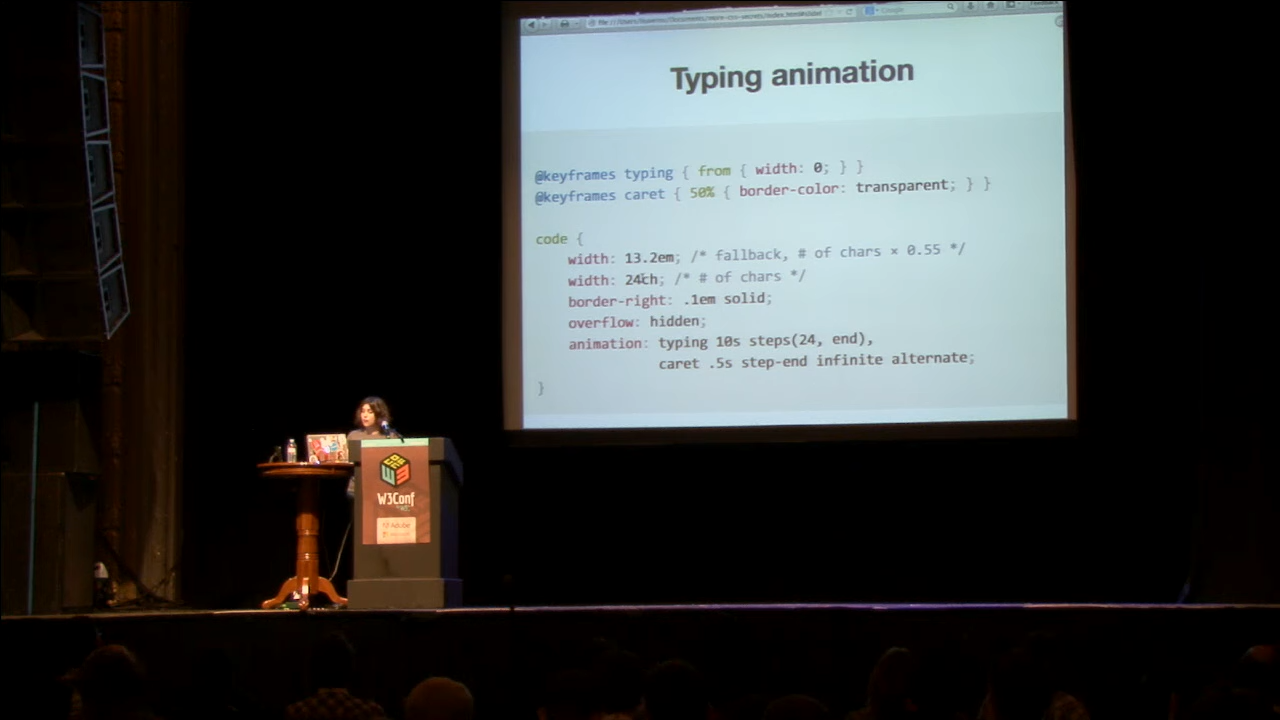 Typing animation
@keyframes typing { from { width: 0; } }
@keyframes caret { 50% { border-color: transparent; } }
code {
width: 13.2em; /* fallback, # of chars × 0.55 */
width: 24ch; /* # of chars */
border-right: .1em solid;
overflow: hidden;
animation: typing 10s steps(24, end),
caret .5s step-end infinite alternate;
}
W3
W3Conf
Adobe